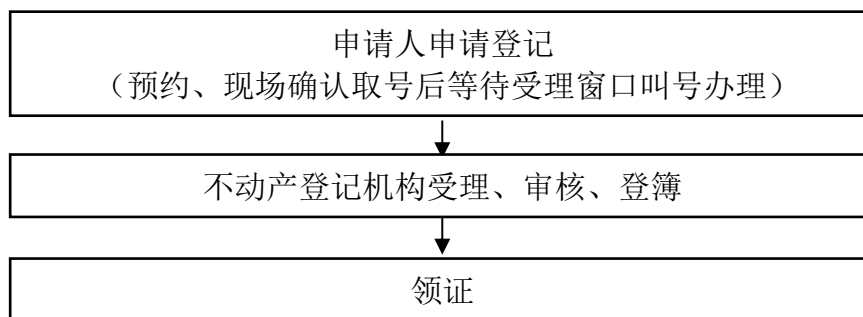 申请人申请登记
（预约、现场确认取号后等待受理窗口叫号办理）
不动产登记机构受理、审核、登簿
领证